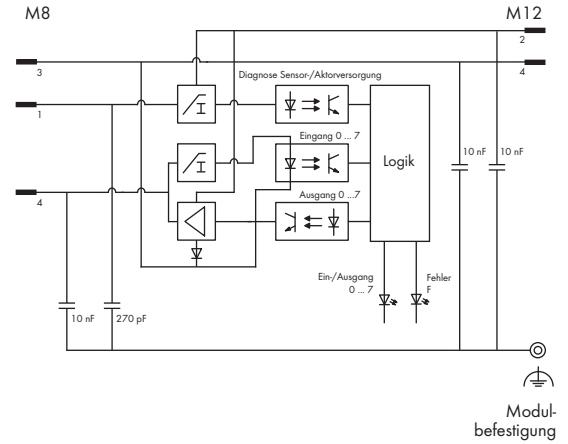 M8
M12
2
3
4
Diagnose Sensor-/Aktorversorgung
1
Eingang 0 ... 7
Logik
10 nF
10 nF
4
Ausgang 0 ...7
Ein-/Ausgang
0 ... 7
Fehler
F
10 nF
270 pF
Modul-
befestigung